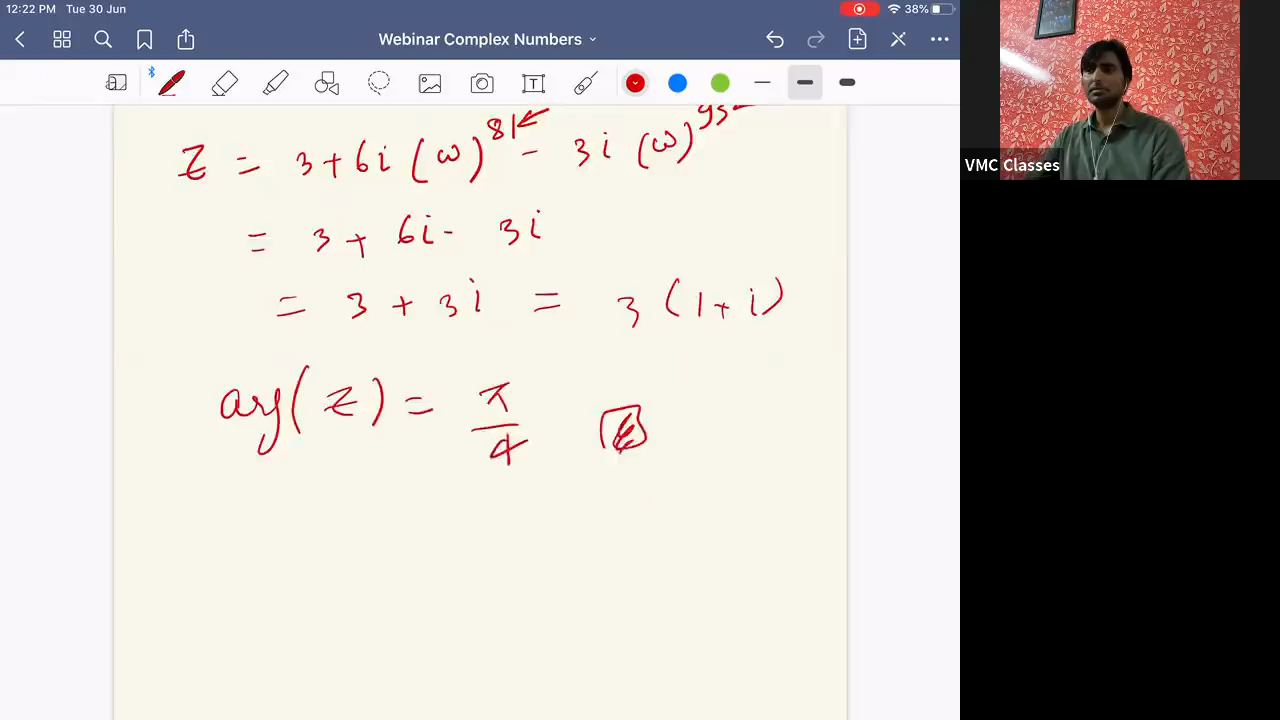 12:22 PM Tue 30 Jun
38%
Webinar Complex Numbers
T
Z = 3 + 6i (ω)^81 - 3i (ω)^93
= 3 + 6i - 3i
= 3 + 3i = 3 (1 + i)
arg(z) = π/4
VMC Classes